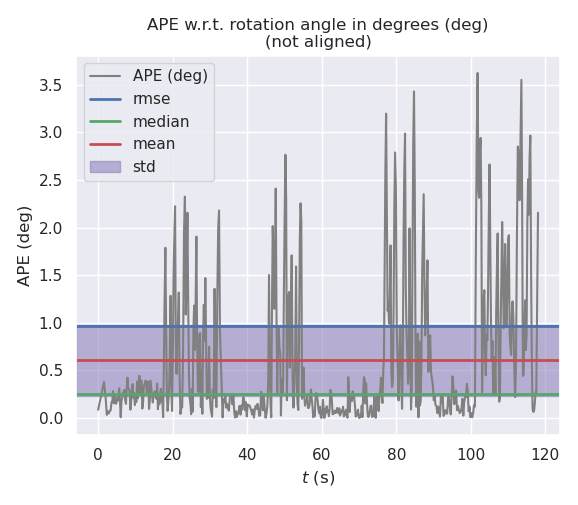 APE w.r.t. rotation angle in degrees (deg)
(not aligned)
APE (deg)
rmse
median
mean
std
3.5
3.0
2.5
2.0
1.5
1.0
0.5
0.0
APE (deg)
0 20 40 60 80 100 120
t (s)